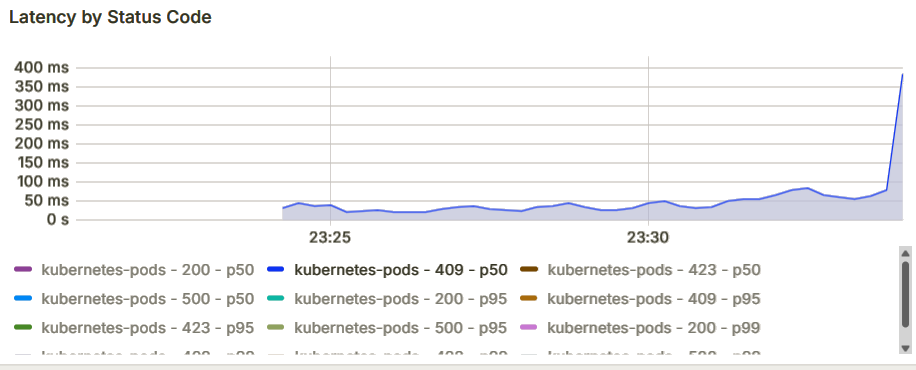 Latency by Status Code
400 ms
350 ms
300 ms
250 ms
200 ms
150 ms
100 ms
50 ms
0 s
23:25 23:30
kubernetes-pods - 200 - p50 kubernetes-pods - 409 - p50 kubernetes-pods - 423 - p50
kubernetes-pods - 500 - p50 kubernetes-pods - 200 - p95 kubernetes-pods - 409 - p95
kubernetes-pods - 423 - p95 kubernetes-pods - 500 - p95 kubernetes-pods - 200 - p99